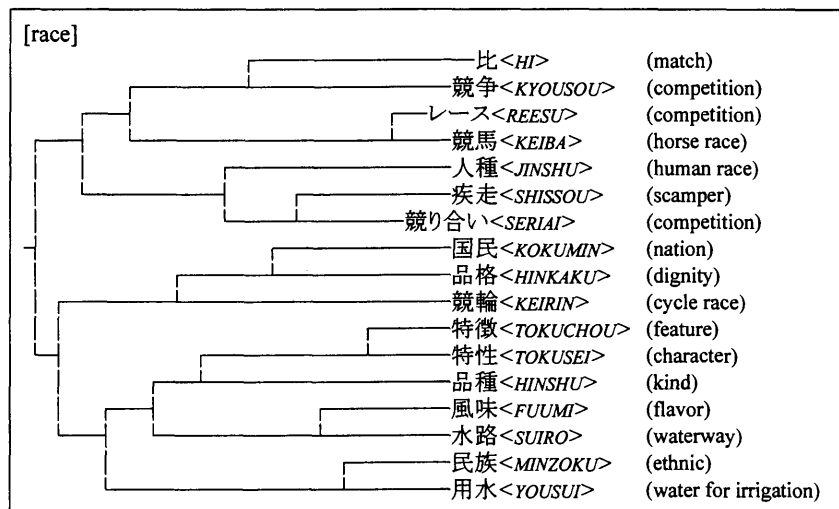 [race]
比<HI> (match)
競争<KYOUSOU> (competition)
レース<REESU> (competition)
競馬<KEIBA> (horse race)
人種<JINSHU> (human race)
疾走<SHISSOU> (scamper)
競り合い<SERIAI> (competition)
国民<KOKUMIN> (nation)
品格<HINKAKU> (dignity)
競輪<KEIRIN> (cycle race)
特徴<TOKUCHOU> (feature)
特性<TOKUSEI> (character)
品種<HINSHU> (kind)
風味<FUUMI> (flavor)
水路<SUIRO> (waterway)
民族<MINZOKU> (ethnic)
用水<YOUSUI> (water for irrigation)